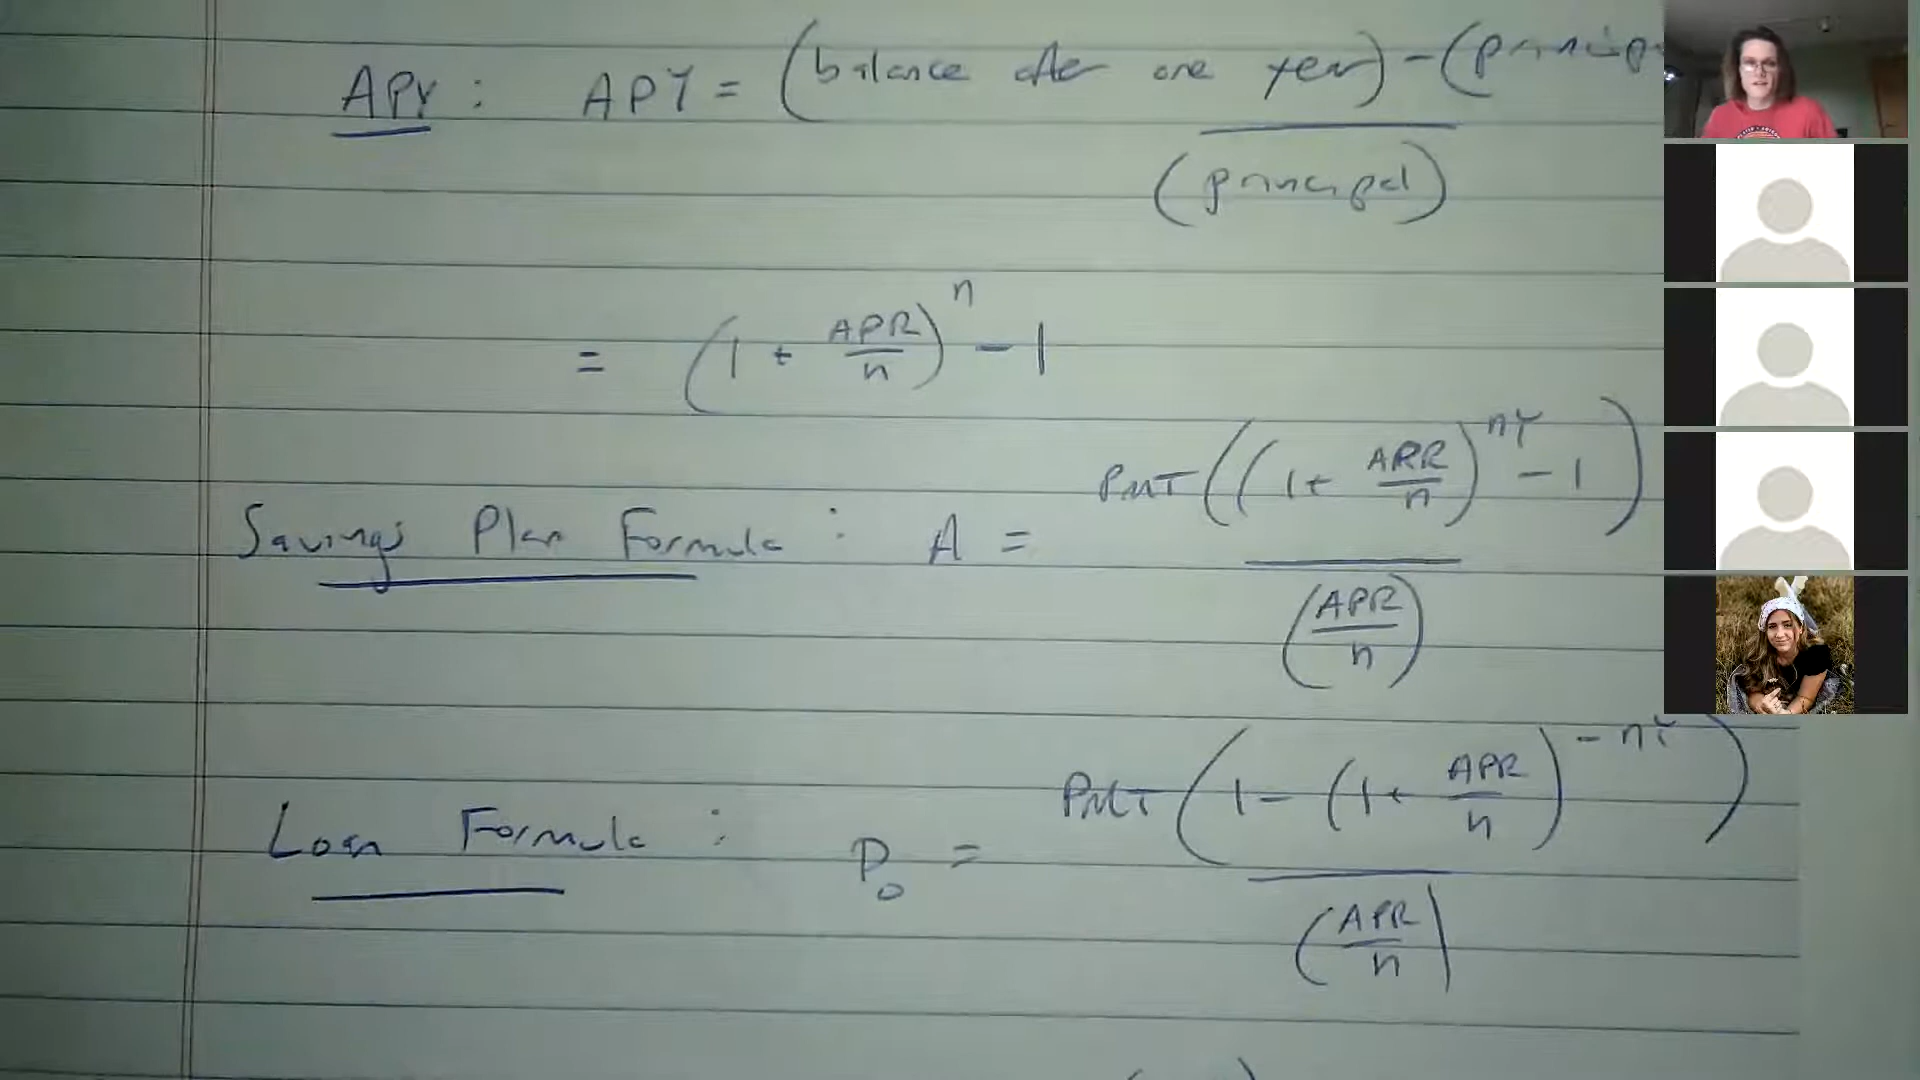 APY : APY = (balance after one year) - (princip
(principal)
= (1 + APR/n)^n - 1
Savings Plan Formula : A = PMT((1 + APR/n)^nY - 1) / (APR/n)
Loan Formula : P₀ = PMT(1 - (1 + APR/n)^-nY) / (APR/n)